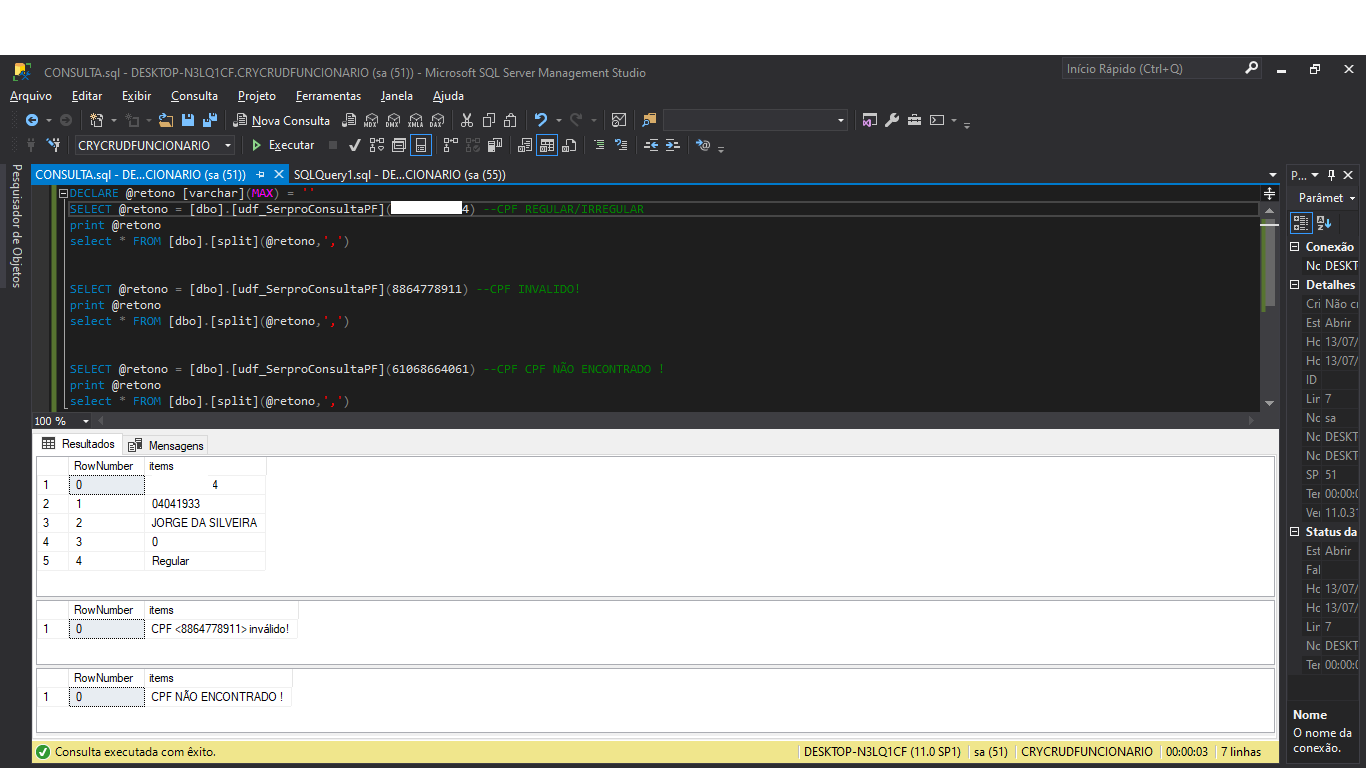 CONSULTA.sql - DESKTOP-N3LQ1CF.CRYCRUDFUNCIONARIO (sa (51)) - Microsoft SQL Server Management Studio
Início Rápido (Ctrl+Q)
Arquivo Editar Exibir Consulta Projeto Ferramentas Janela Ajuda
Nova Consulta MDX DMX XMLA DAX
CRYCRUDFUNCIONARIO Executar
Pesquisador de Objetos
CONSULTA.sql - DE...CIONARIO (sa (51)) SQLQuery1.sql - DE...CIONARIO (sa (55))
DECLARE @retono [varchar](MAX) = ''
SELECT @retono = [dbo].[udf_SerproConsultaPF]( 4) --CPF REGULAR/IRREGULAR
print @retono
select * FROM [dbo].[split](@retono,',')
SELECT @retono = [dbo].[udf_SerproConsultaPF](8864778911) --CPF INVALIDO!
print @retono
select * FROM [dbo].[split](@retono,',')
SELECT @retono = [dbo].[udf_SerproConsultaPF](61068664061) --CPF CPF NÃO ENCONTRADO !
print @retono
select * FROM [dbo].[split](@retono,',')
100 %
Resultados Mensagens
RowNumber items
1 0 4
2 1 04041933
3 2 JORGE DA SILVEIRA
4 3 0
5 4 Regular
RowNumber items
1 0 CPF <8864778911> inválido!
RowNumber items
1 0 CPF NÃO ENCONTRADO !
Consulta executada com êxito. DESKTOP-N3LQ1CF (11.0 SP1) sa (51) CRYCRUDFUNCIONARIO 00:00:03 7 linhas
P...
Parâmet
Conexão
Nc DESKT
Detalhes
Cri Não ci
Est Abrir
Hc 13/07/
Hc 13/07/
ID
Lir 7
Nc sa
Nc DESKT
Nc DESKT
SP 51
Ter 00:00:0
Ver 11.0.31
Status da
Est Abrir
Fal
Hc 13/07/
Hc 13/07/
Lir 7
Nc DESKT
Ter 00:00:0
Nome
O nome da
conexão.